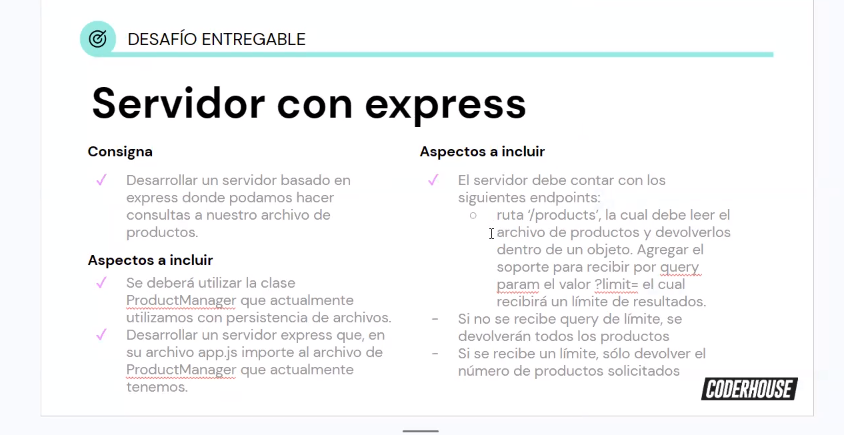 DESAFÍO ENTREGABLE
Servidor con express
Consigna
✓ Desarrollar un servidor basado en
express donde podamos hacer
consultas a nuestro archivo de
productos.
Aspectos a incluir
✓ Se deberá utilizar la clase
ProductManager que actualmente
utilizamos con persistencia de archivos.
✓ Desarrollar un servidor express que, en
su archivo app.js importe al archivo de
ProductManager que actualmente
tenemos.
Aspectos a incluir
✓ El servidor debe contar con los
siguientes endpoints:
○ ruta ‘/products’, la cual debe leer el
archivo de productos y devolverlos
dentro de un objeto. Agregar el
soporte para recibir por query
param el valor ?limit= el cual
recibirá un límite de resultados.
- Si no se recibe query de límite, se
devolverán todos los productos
- Si se recibe un límite, sólo devolver el
número de productos solicitados
CODERHOUSE